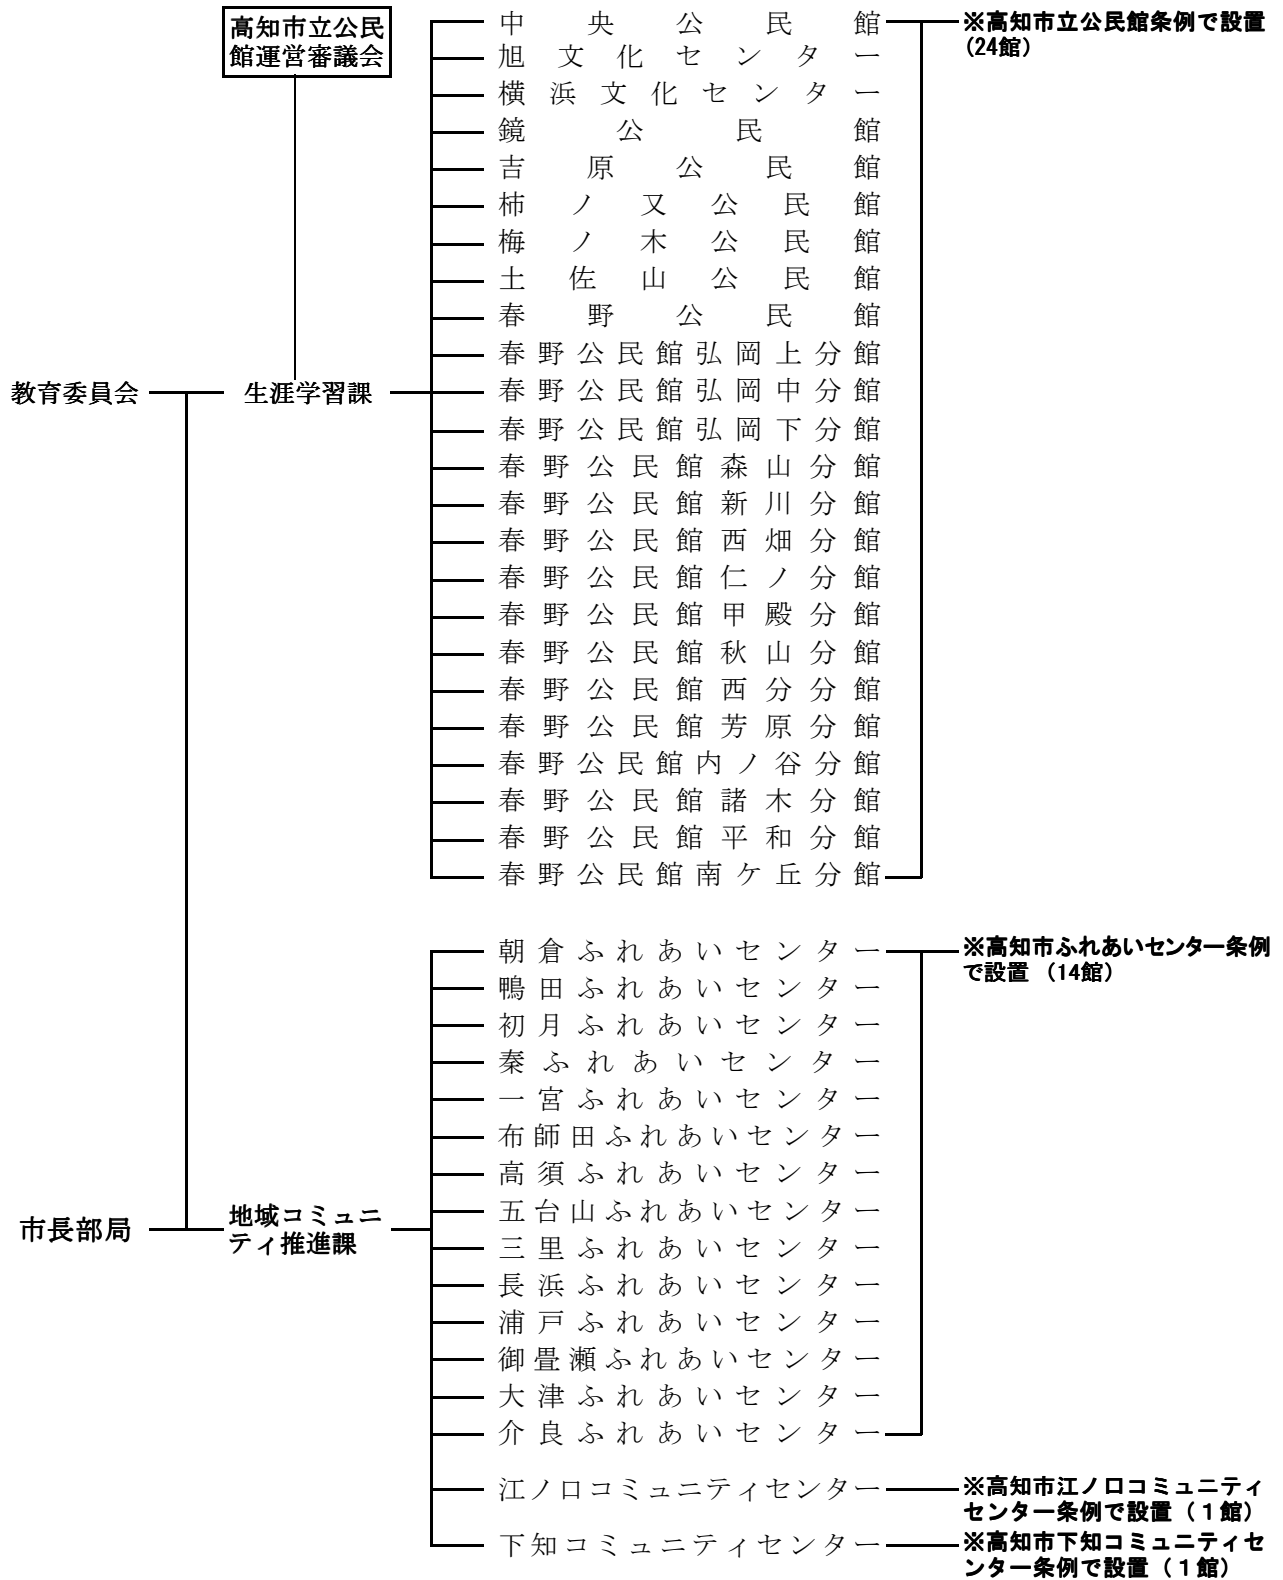 高知市立公民
館運営審議会
教育委員会
生涯学習課
中央公民館
旭文化センター
横浜文化センター
鏡公民館
吉原公民館
柿ノ又公民館
梅ノ木公民館
土佐山公民館
春野公民館
春野公民館弘岡上分館
春野公民館弘岡中分館
春野公民館弘岡下分館
春野公民館森山分館
春野公民館新川分館
春野公民館西畑分館
春野公民館仁ノ分館
春野公民館甲殿分館
春野公民館秋山分館
春野公民館西分分館
春野公民館芳原分館
春野公民館内ノ谷分館
春野公民館諸木分館
春野公民館平和分館
春野公民館南ケ丘分館
※高知市立公民館条例で設置
(24館)
市長部局
地域コミュニ
ティ推進課
朝倉ふれあいセンター
鴨田ふれあいセンター
初月ふれあいセンター
秦ふれあいセンター
一宮ふれあいセンター
布師田ふれあいセンター
高須ふれあいセンター
五台山ふれあいセンター
三里ふれあいセンター
長浜ふれあいセンター
浦戸ふれあいセンター
御畳瀬ふれあいセンター
大津ふれあいセンター
介良ふれあいセンター
※高知市ふれあいセンター条例
で設置 (14館)
江ノ口コミュニティセンター
※高知市江ノ口コミュニティ
センター条例で設置(1館)
下知コミュニティセンター
※高知市下知コミュニティセ
ンター条例で設置(1館)